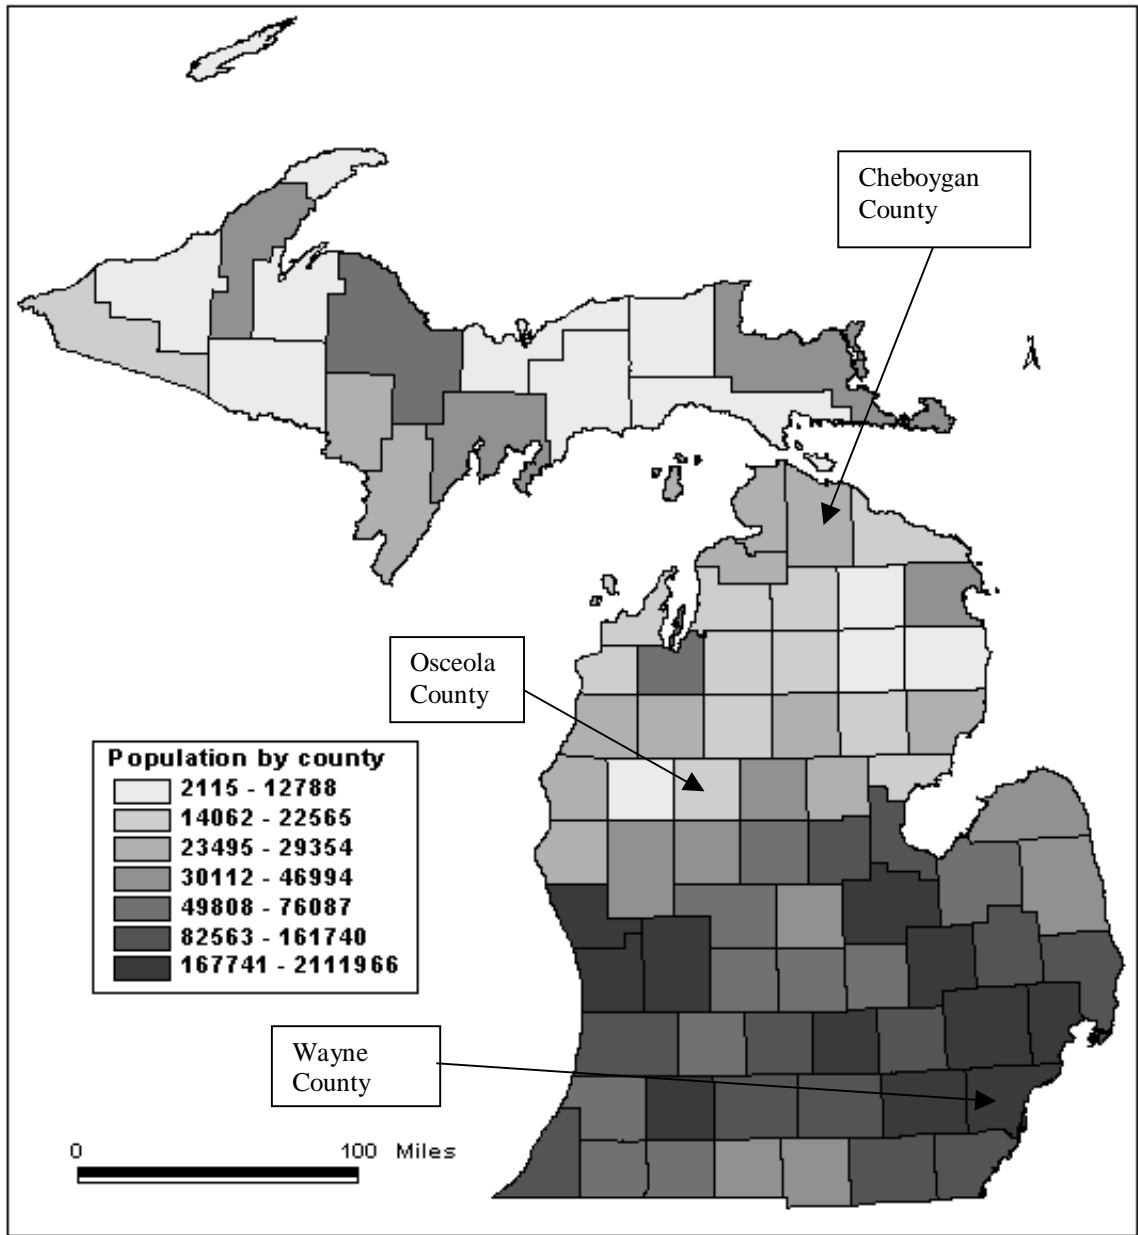 Cheboygan
County
Osceola
County
Population by county
2115 - 12788
14062 - 22565
23495 - 29354
30112 - 46994
49808 - 76087
82563 - 161740
167741 - 2111966
Wayne
County
0 100 Miles